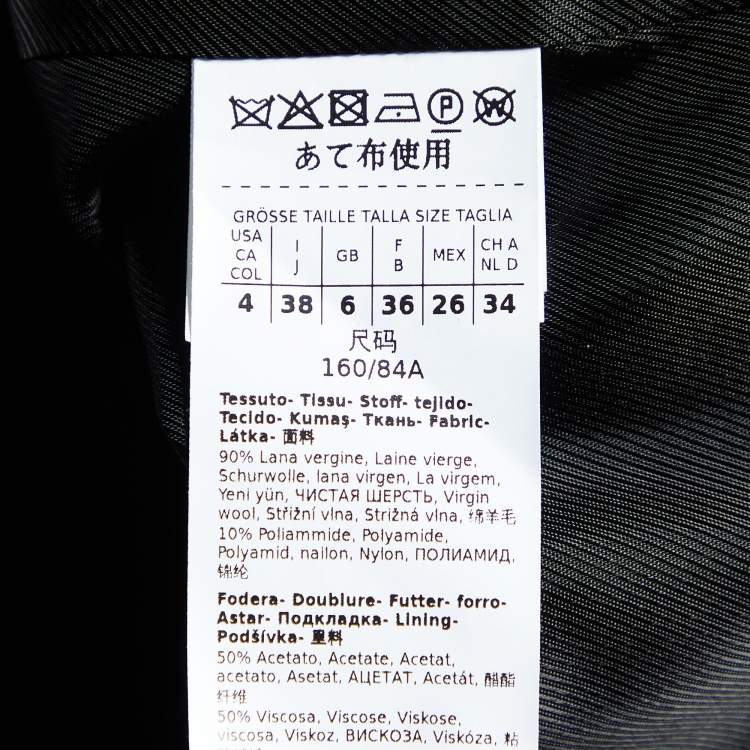 P W
あて布使用
GRÖSSE TAILLE TALLA SIZE TAGLIA
USA CA COL I J GB F B MEX CH A NL D
4 38 6 36 26 34
尺码
160/84A
Tessuto- Tissu- Stoff- tejido-
Tecido- Kumaş- Ткань- Fabric-
Látka- 面料
90% Lana vergine, Laine vierge,
Schurwolle, lana virgen, La virgem,
Yeni yün, ЧИСТАЯ ШЕРСТЬ, Virgin
wool, Střižní vlna, Strižná vlna, 绵羊毛
10% Poliammide, Polyamide,
Polyamid, nailon, Nylon, ПОЛИАМИД,
锦纶
Fodera- Doublure- Futter- forro-
Astar- Подкладка- Lining-
Podšívka- 里料
50% Acetato, Acetate, Acetat,
acetato, Asetat, АЦЕТАТ, Acetát, 醋酯
纤维
50% Viscosa, Viscose, Viskose,
viscosa, Viskoz, ВИСКОЗА, Viskóza, 粘